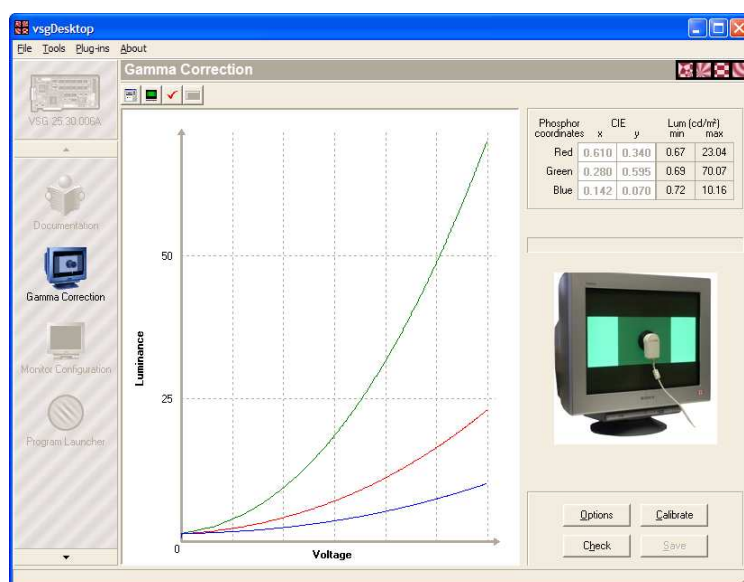 vsgDesktop
File Tools Plug-ins About
Gamma Correction
VSG 25.30.006A
Documentation
Gamma Correction
Monitor Configuration
Program Launcher
50
25
0
Luminance
Voltage
Phosphor CIE Lum (cd/m²)
coordinates x y min max
Red 0.610 0.340 0.67 23.04
Green 0.280 0.595 0.69 70.07
Blue 0.142 0.070 0.72 10.16
Options Calibrate
Check Save